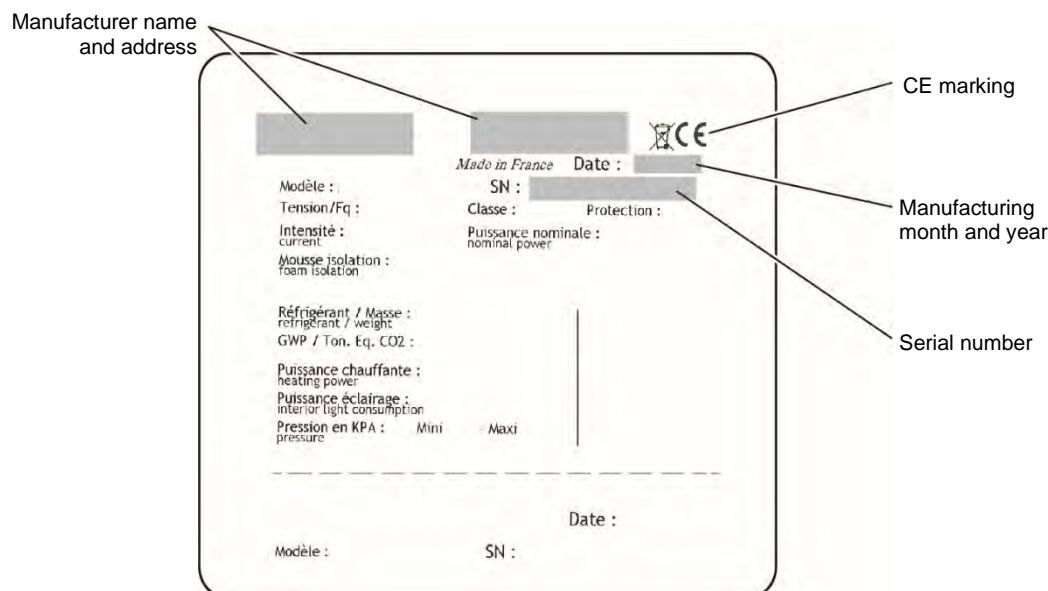 Manufacturer name
and address
CE marking
CE
Made in France Date :
Modèle : SN :
Tension/Fq : Classe : Protection :
Manufacturing
month and year
Intensité : Puissance nominale :
current nominal power
Mousse isolation :
foam isolation
Réfrigérant / Masse :
refrigerant / weight
GWP / Ton. Eq. CO2 :
Serial number
Puissance chauffante :
heating power
Puissance éclairage :
interior light consumption
Pression en KPA : Mini - Maxi
pressure
Date :
Modèle : SN :